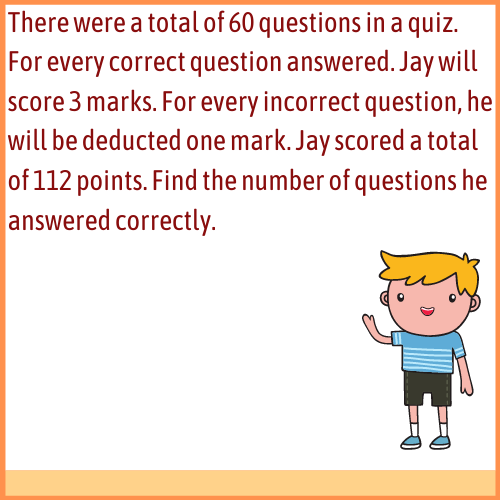 There were a total of 60 questions in a quiz.
For every correct question answered. Jay will
score 3 marks. For every incorrect question, he
will be deducted one mark. Jay scored a total
of 112 points. Find the number of questions he
answered correctly.